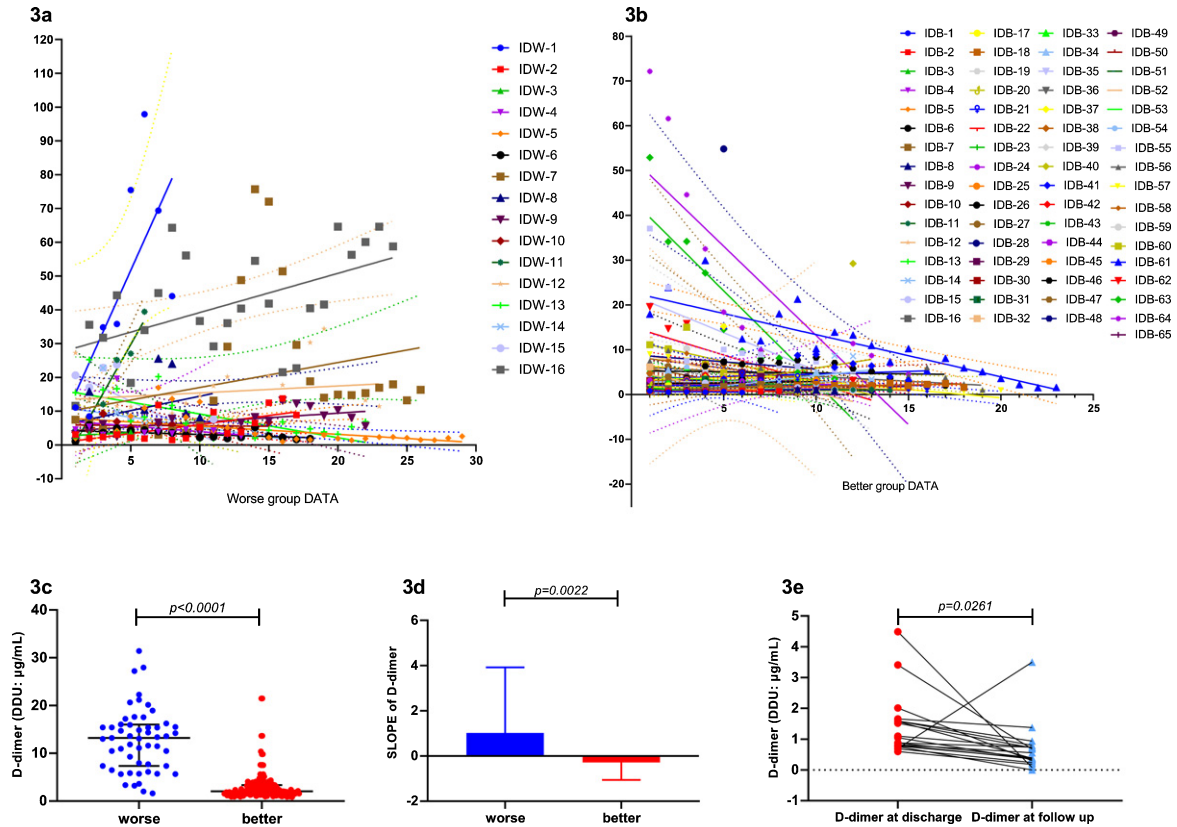 3a
120
110
100
90
80
70
60
50
40
30
20
10
0
-10
5
10
15
20
25
30
Worse group DATA
IDW-1
IDW-2
IDW-3
IDW-4
IDW-5
IDW-6
IDW-7
IDW-8
IDW-9
IDW-10
IDW-11
IDW-12
IDW-13
IDW-14
IDW-15
IDW-16
3b
80
70
60
50
40
30
20
10
0
-10
-20
5
10
15
20
25
Better group DATA
IDB-1 IDB-17 IDB-33 IDB-49
IDB-2 IDB-18 IDB-34 IDB-50
IDB-3 IDB-19 IDB-35 IDB-51
IDB-4 IDB-20 IDB-36 IDB-52
IDB-5 IDB-21 IDB-37 IDB-53
IDB-6 IDB-22 IDB-38 IDB-54
IDB-7 IDB-23 IDB-39 IDB-55
IDB-8 IDB-24 IDB-40 IDB-56
IDB-9 IDB-25 IDB-41 IDB-57
IDB-10 IDB-26 IDB-42 IDB-58
IDB-11 IDB-27 IDB-43 IDB-59
IDB-12 IDB-28 IDB-44 IDB-60
IDB-13 IDB-29 IDB-45 IDB-61
IDB-14 IDB-30 IDB-46 IDB-62
IDB-15 IDB-31 IDB-47 IDB-63
IDB-16 IDB-32 IDB-48 IDB-64
IDB-65
3c
p<0.0001
D-dimer (DDU: µg/mL)
40
30
20
10
0
worse better
3d
p=0.0022
SLOPE of D-dimer
6
4
2
0
-2
worse better
3e
p=0.0261
D-dimer (DDU: µg/mL)
5
4
3
2
1
0
-1
D-dimer at discharge D-dimer at follow up